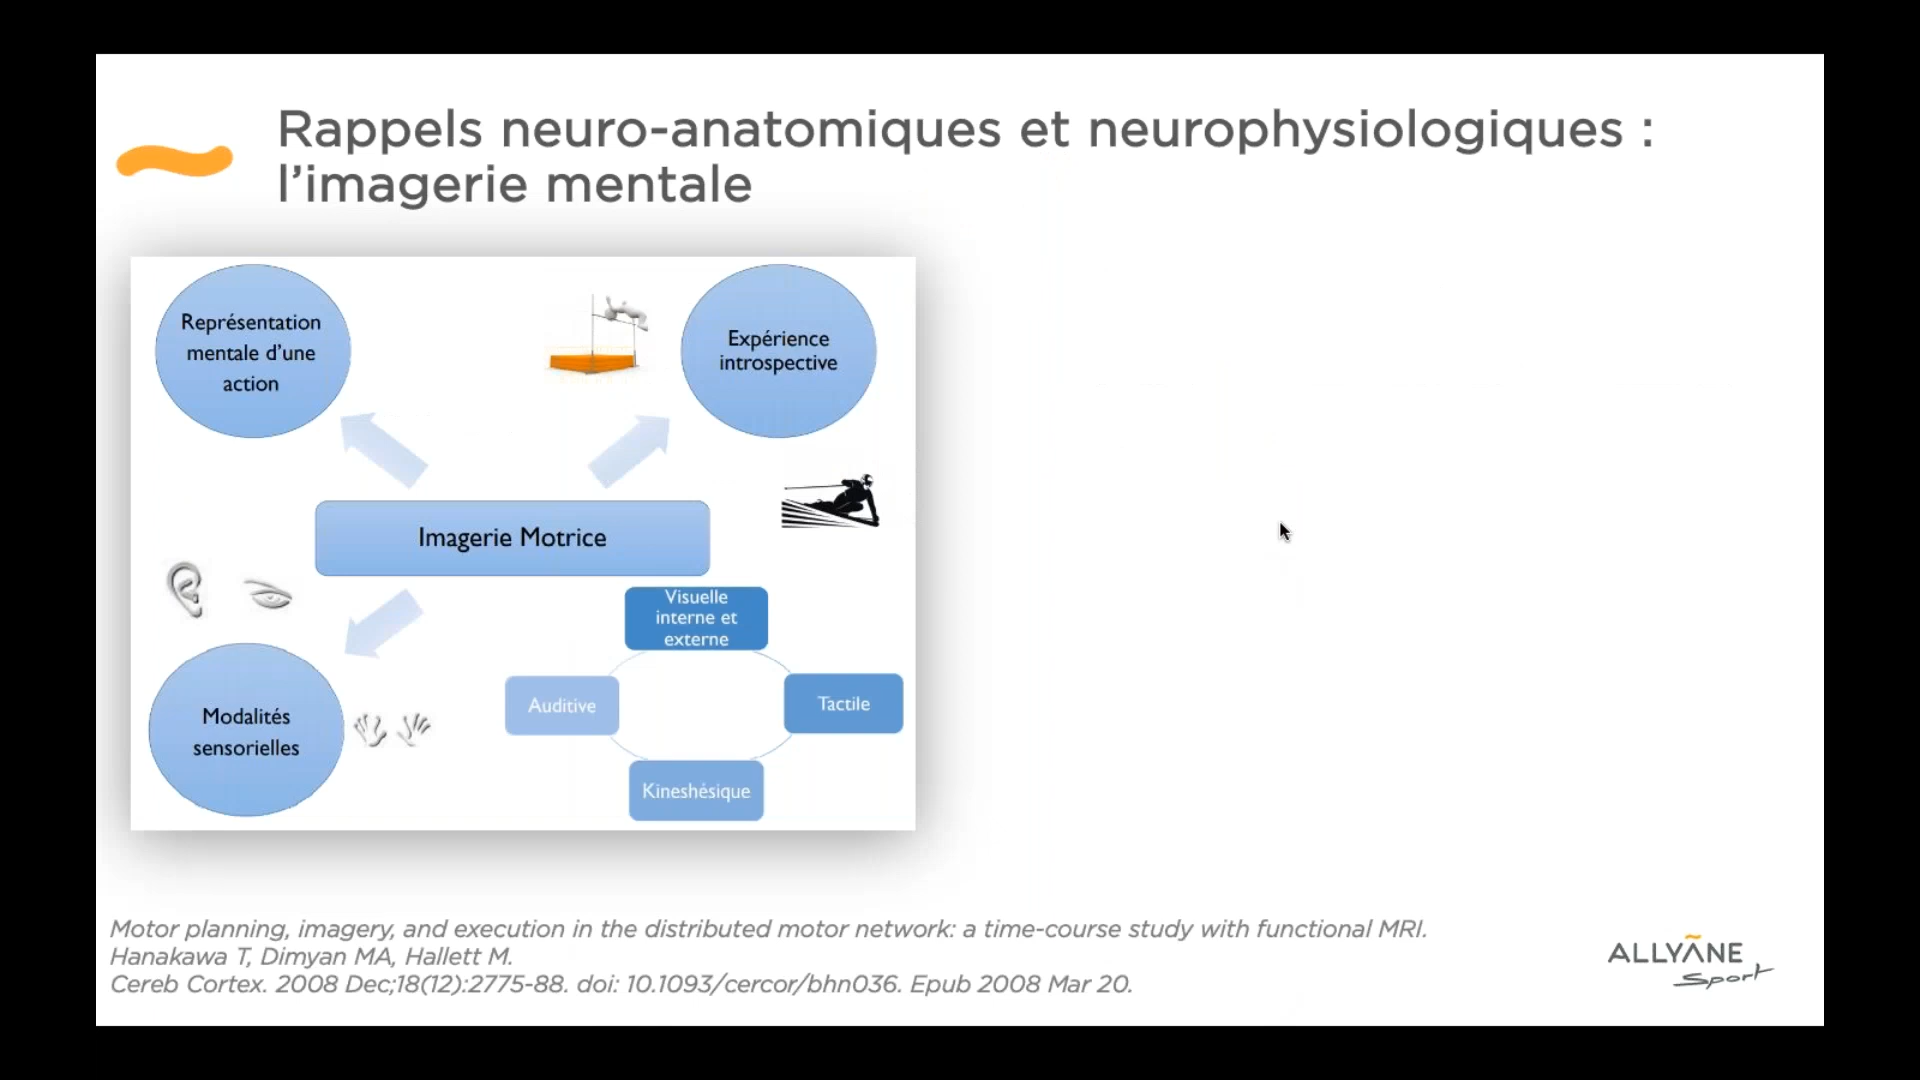 Rappels neuro-anatomiques et neurophysiologiques :
l’imagerie mentale
Représentation
mentale d’une
action
Expérience
introspective
Imagerie Motrice
Modalités
sensorielles
Visuelle
interne et
externe
Auditive
Tactile
Kineshésique
Motor planning, imagery, and execution in the distributed motor network: a time-course study with functional MRI.
Hanakawa T, Dimyan MA, Hallett M.
Cereb Cortex. 2008 Dec;18(12):2775-88. doi: 10.1093/cercor/bhn036. Epub 2008 Mar 20.
ALLYANE
Sport